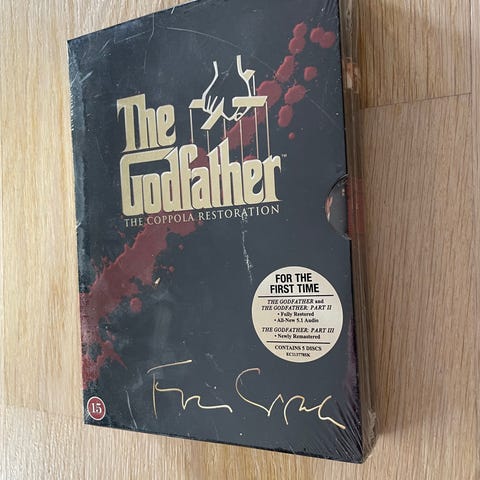 The
Godfather
THE COPPOLA RESTORATION
FOR THE
FIRST TIME
THE GODFATHER and
THE GODFATHER: PART II
• Fully Restored
• All-New 5.1 Audio
THE GODFATHER: PART III
• Newly Remastered
CONTAINS 5 DISCS
15